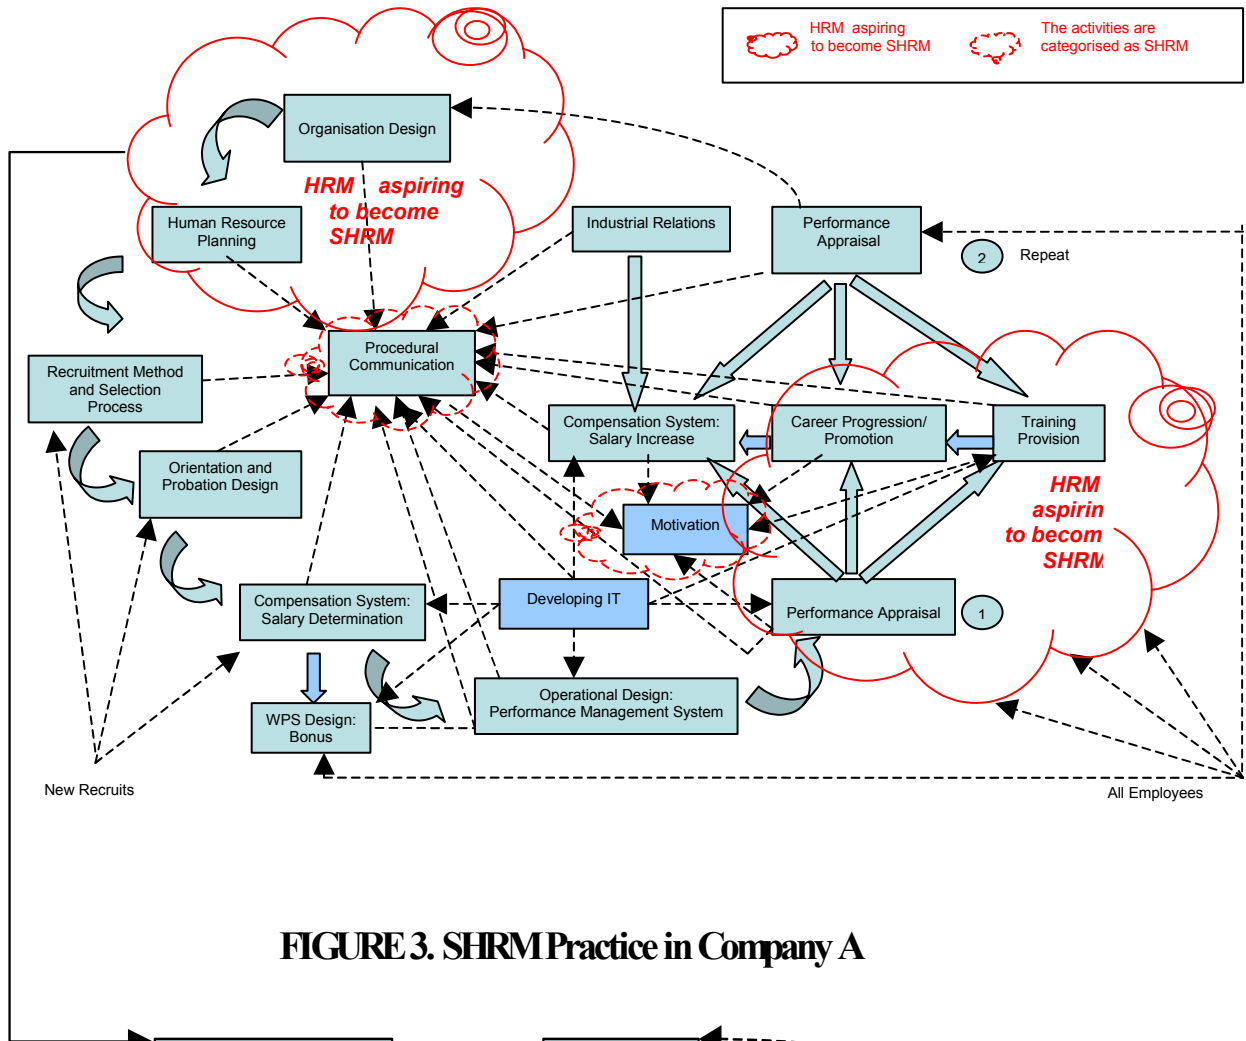 HRM aspiring
to become SHRM
The activities are
categorised as SHRM
Organisation Design
HRM aspiring
to become
SHRM
Human Resource
Planning
Industrial Relations
Performance
Appraisal
2
Repeat
Procedural
Communication
Recruitment Method
and Selection
Process
Compensation System:
Salary Increase
Career Progression/
Promotion
Training
Provision
Orientation and
Probation Design
HRM
aspirin
to becom
SHRM
Motivation
Compensation System:
Salary Determination
Developing IT
Performance Appraisal
1
Operational Design:
Performance Management System
WPS Design:
Bonus
New Recruits
All Employees
FIGURE 3. SHRM Practice in Company A